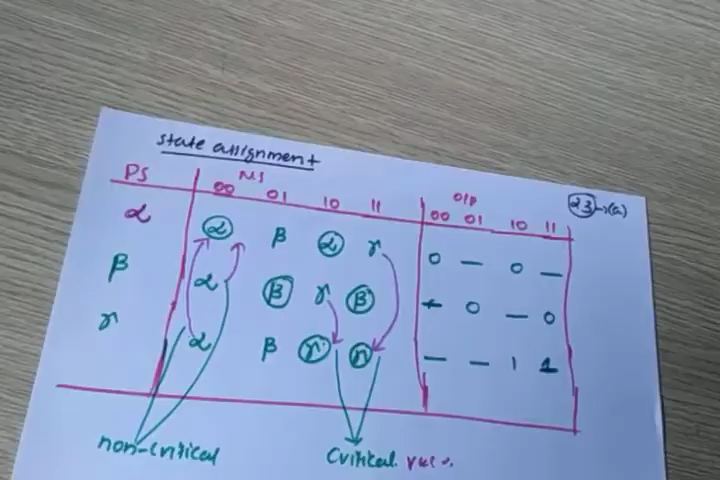 state assignment
23→(a)
PS NS O/P
00 01 10 11 00 01 10 11
α α β α γ 0 — 0 —
β α β γ β — 0 — 0
γ α β γ γ — — 1 1
non-critical critical